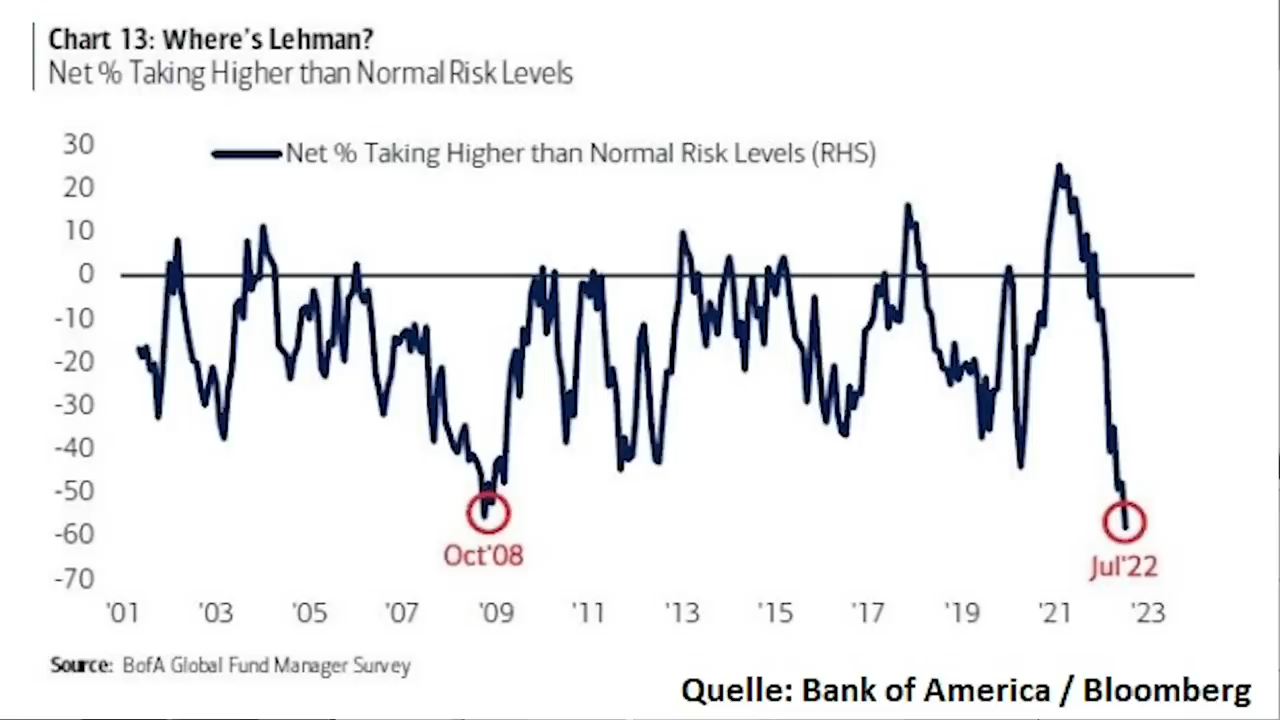 Chart 13: Where's Lehman?
Net % Taking Higher than Normal Risk Levels
Net % Taking Higher than Normal Risk Levels (RHS)
30
20
10
0
-10
-20
-30
-40
-50
-60
-70
Oct'08
Jul'22
'01 '03 '05 '07 '09 '11 '13 '15 '17 '19 '21 '23
Source: BofA Global Fund Manager Survey
Quelle: Bank of America / Bloomberg